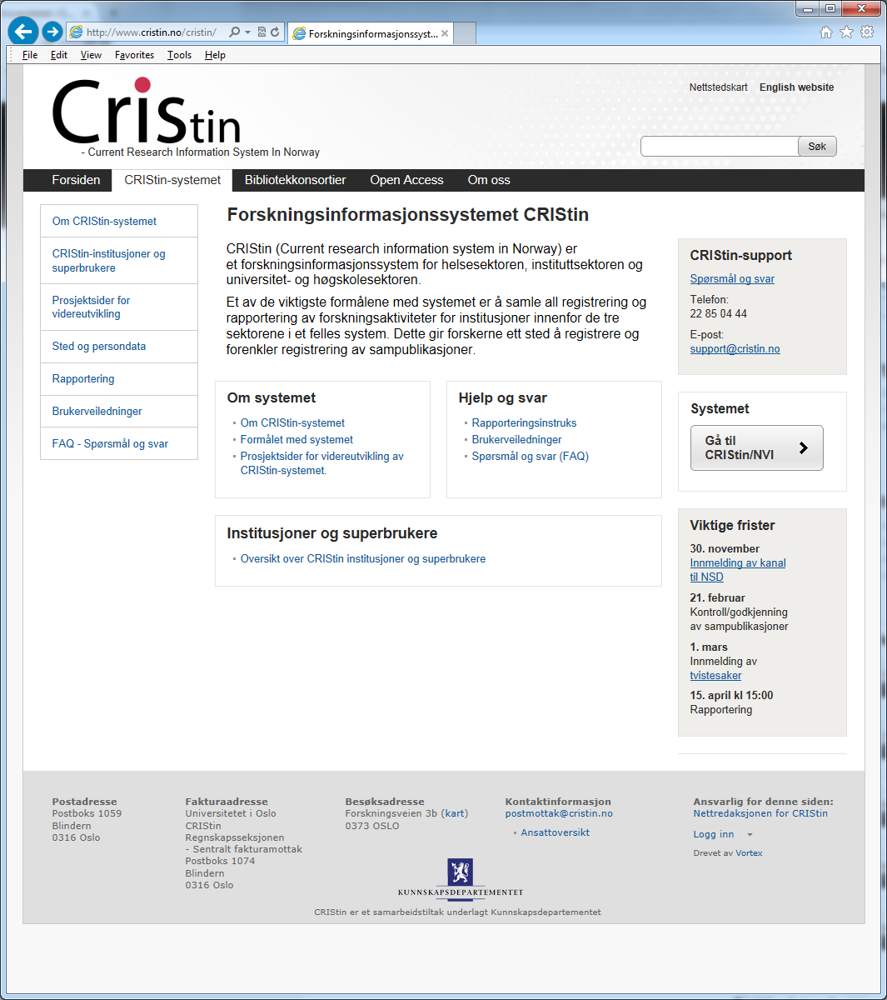 http://www.cristin.no/cristin/
Forskningsinformasjonssyst...
File Edit View Favorites Tools Help
CRIStin
- Current Research Information System In Norway
Nettstedskart English website
Søk
Forsiden CRIStin-systemet Bibliotekkonsortier Open Access Om oss
Om CRIStin-systemet
CRIStin-institusjoner og
superbrukere
Prosjektsider for
videreutvikling
Sted og persondata
Rapportering
Brukerveiledninger
FAQ - Spørsmål og svar
Forskningsinformasjonssystemet CRIStin
CRIStin (Current research information system in Norway) er
et forskningsinformasjonssystem for helsesektoren, instituttsektoren og
universitet- og høgskolesektoren.
Et av de viktigste formålene med systemet er å samle all registrering og
rapportering av forskningsaktiviteter for institusjoner innenfor de tre
sektorene i et felles system. Dette gir forskerne ett sted å registrere og
forenkler registrering av sampublikasjoner.
Om systemet
Om CRIStin-systemet
Formålet med systemet
Prosjektsider for videreutvikling av
CRIStin-systemet.
Hjelp og svar
Rapporteringsinstruks
Brukerveiledninger
Spørsmål og svar (FAQ)
Institusjoner og superbrukere
Oversikt over CRIStin institusjoner og superbrukere
CRIStin-support
Spørsmål og svar
Telefon:
22 85 04 44
E-post:
support@cristin.no
Systemet
Gå til
CRIStin/NVI
Viktige frister
30. november
Innmelding av kanal
til NSD
21. februar
Kontroll/godkjenning
av sampublikasjoner
1. mars
Innmelding av
tvistesaker
15. april kl 15:00
Rapportering
Postadresse
Postboks 1059
Blindern
0316 Oslo
Fakturaadresse
Universitetet i Oslo
CRIStin
Regnskapsseksjonen
- Sentralt fakturamottak
Postboks 1074
Blindern
0316 Oslo
Besøksadresse
Forskningsveien 3b (kart)
0373 OSLO
Kontaktinformasjon
postmottak@cristin.no
Ansattoversikt
Ansvarlig for denne siden:
Nettredaksjonen for CRIStin
Logg inn
Drevet av Vortex
KUNNSKAPSDEPARTEMENTET
CRIStin er et samarbeidstiltak underlagt Kunnskapsdepartementet